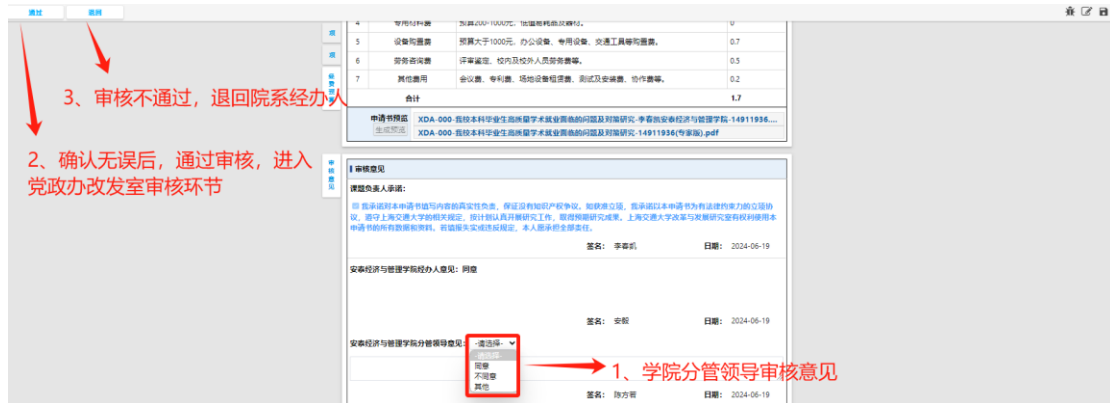 通过 退回
4 专用材料费 预算200-1000元，低值易耗品及器材。 0
5 设备购置费 预算大于1000元，办公设备、专用设备、交通工具等购置费。 0.7
6 劳务咨询费 评审鉴定、校内及校外人员劳务费等。 0.5
7 其他费用 会议费、专利费、场地设备租赁费、测试及安装费、协作费等。 0.2
合计 1.7
3、审核不通过，退回院系经办人
申请书预览 XDA-000-我校本科毕业生高质量学术就业面临的问题及对策研究-李春凯安泰经济与管理学院-14911936....
生成预览 XDA-000-我校本科毕业生高质量学术就业面临的问题及对策研究-14911936(专家版).pdf
2、确认无误后，通过审核，进入
党政办改发室审核环节
审核意见
审核意见
课题负责人承诺：
我承诺对本申请书填写内容的真实性负责，保证没有知识产权争议。如获准立项，我承诺以本申请书为有法律约束力的立项协
议，遵守上海交通大学的相关规定，按计划认真开展研究工作，取得预期研究成果。上海交通大学改革与发展研究室有权利使用本
申请书的所有数据和资料。若填报失实或违反规定，本人愿承担全部责任。
签名： 李春凯 日期： 2024-06-19
安泰经济与管理学院经办人意见：同意
签名： 安毅 日期： 2024-06-19
安泰经济与管理学院分管领导意见： -请选择-
-请选择-
同意
不同意
其他
1、学院分管领导审核意见
签名： 陈方若 日期： 2024-06-19